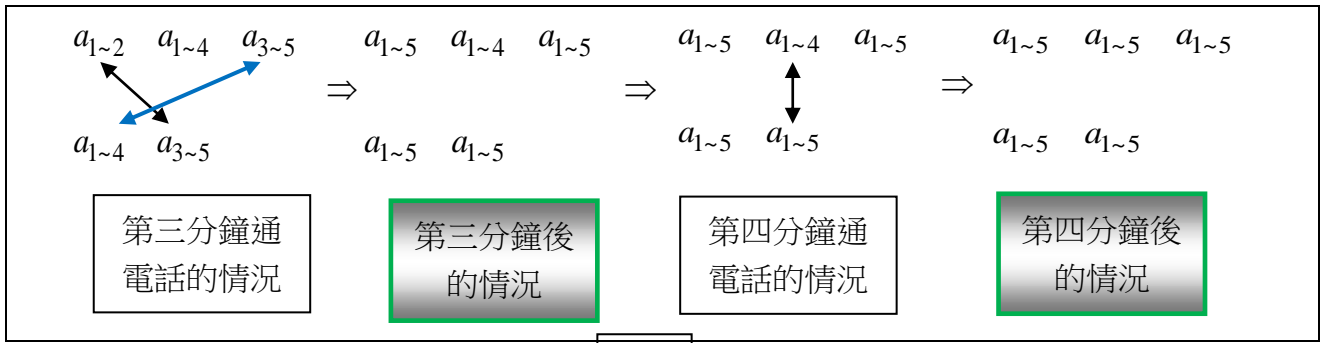 a1~2 a1~4 a3~5 ⇒ a1~5 a1~4 a1~5 ⇒ a1~5 a1~4 a1~5 ⇒ a1~5 a1~5 a1~5
a1~4 a3~5 a1~5 a1~5 a1~5 a1~5 a1~5 a1~5
第三分鐘通
電話的情況
第三分鐘後
的情況
第四分鐘通
電話的情況
第四分鐘後
的情況